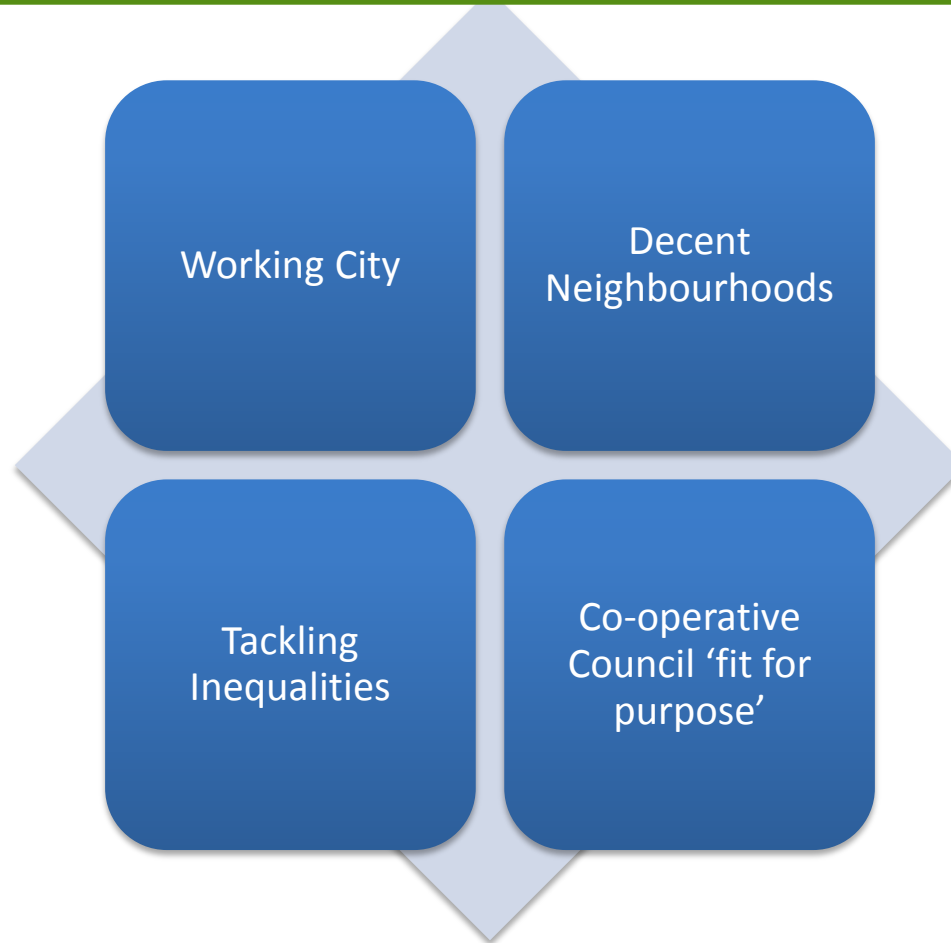 Working City
Decent
Neighbourhoods
Tackling
Inequalities
Co-operative
Council ‘fit for
purpose’